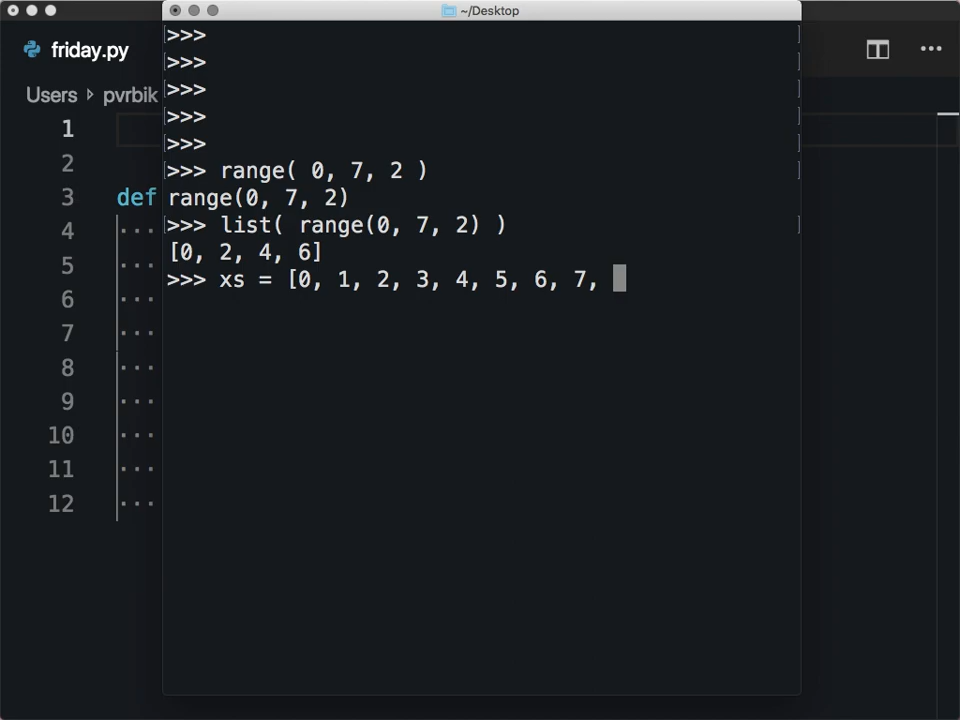 ~/Desktop
friday.py
Users pvrbik
1
2
3 def
4
5
6
7
8
9
10
11
12
>>>
>>>
>>>
>>>
>>>
>>> range( 0, 7, 2 )
range(0, 7, 2)
>>> list( range(0, 7, 2) )
[0, 2, 4, 6]
>>> xs = [0, 1, 2, 3, 4, 5, 6, 7,